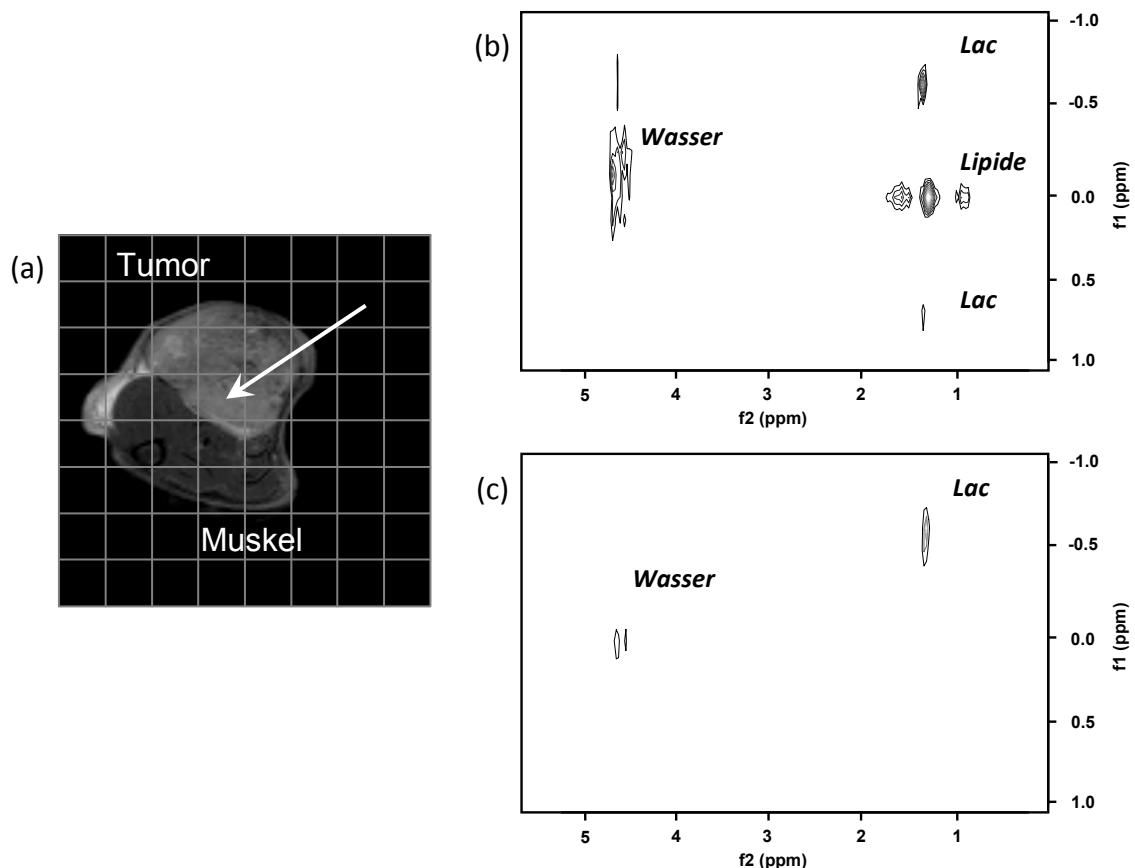 (a)
Tumor
Muskel
(b)
Lac
Wasser
Lipide
Lac
-1.0
-0.5
0.0
0.5
1.0
f1 (ppm)
5 4 3 2 1
f2 (ppm)
(c)
Lac
Wasser
-1.0
-0.5
0.0
0.5
1.0
f1 (ppm)
5 4 3 2 1
f2 (ppm)